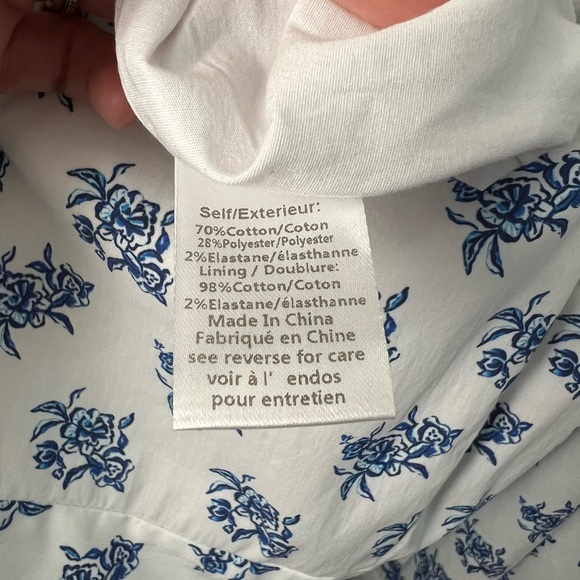 Self/Exterieur:
70%Cotton/Coton
28%Polyester/Polyester
2%Elastane/élasthanne
Lining / Doublure:
98%Cotton/Coton
2%Elastane/élasthanne
Made In China
Fabriqué en Chine
see reverse for care
voir à l' endos
pour entretien